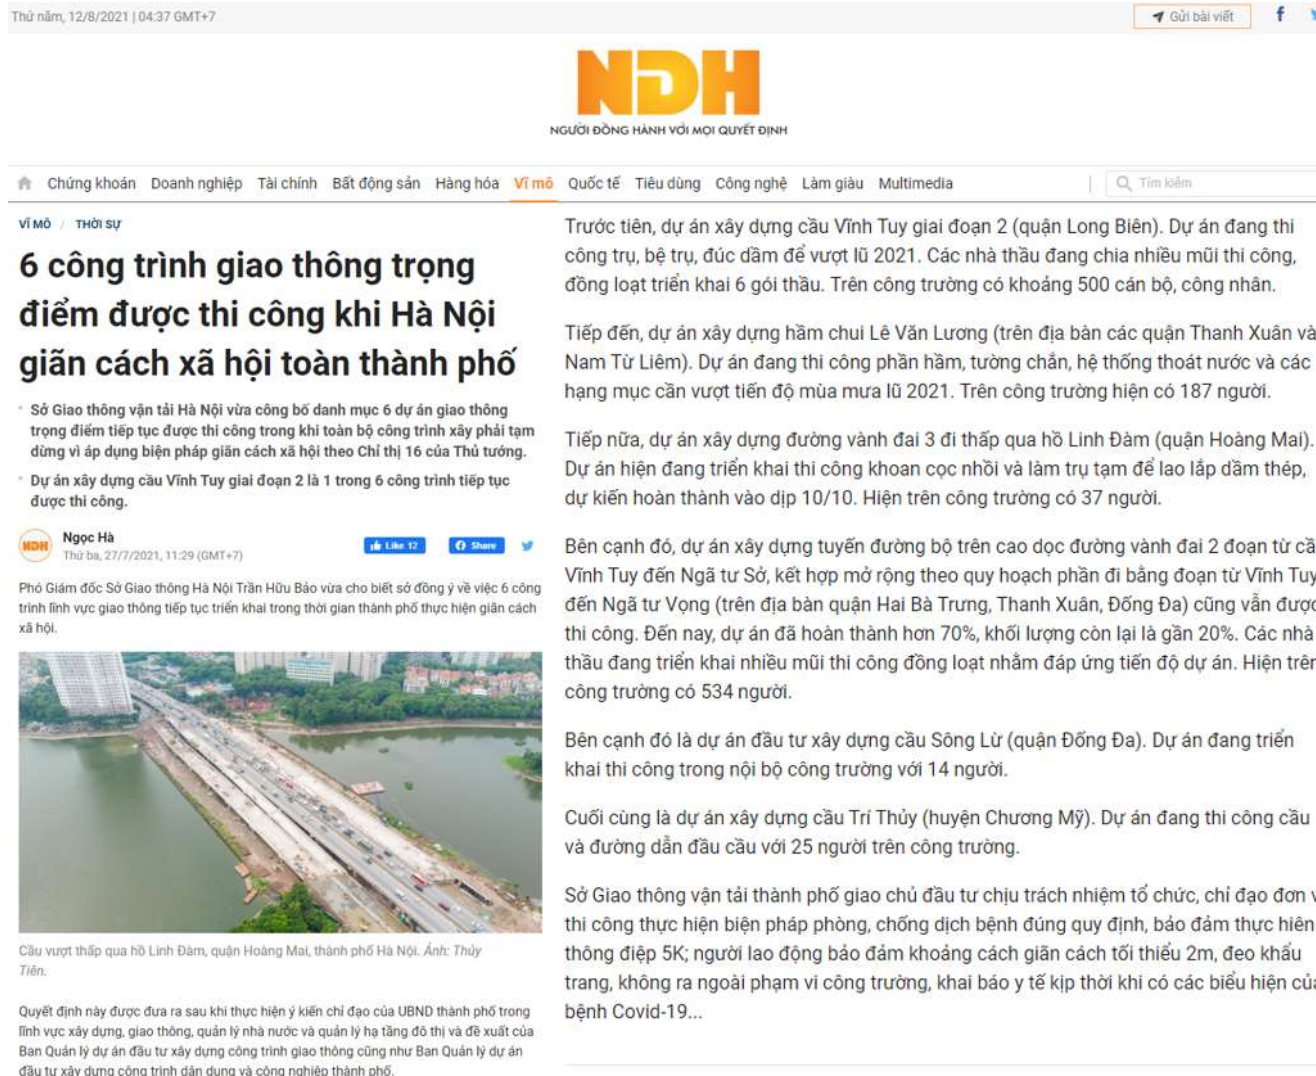 Thứ năm, 12/8/2021 | 04:37 GMT+7
Gửi bài viết
NDH
NGƯỜI ĐỒNG HÀNH VỚI MỌI QUYẾT ĐỊNH
Chứng khoán Doanh nghiệp Tài chính Bất động sản Hàng hóa Vĩ mô Quốc tế Tiêu dùng Công nghệ Làm giàu Multimedia
Tìm kiếm
VĨ MÔ / THỜI SỰ
6 công trình giao thông trọng
điểm được thi công khi Hà Nội
giãn cách xã hội toàn thành phố
Sở Giao thông vận tải Hà Nội vừa công bố danh mục 6 dự án giao thông
trọng điểm tiếp tục được thi công trong khi toàn bộ công trình xây phải tạm
dừng vì áp dụng biện pháp giãn cách xã hội theo Chỉ thị 16 của Thủ tướng.
Dự án xây dựng cầu Vĩnh Tuy giai đoạn 2 là 1 trong 6 công trình tiếp tục
được thi công.
NDH
Ngọc Hà
Thứ ba, 27/7/2021, 11:29 (GMT+7)
Like 12
Share
Phó Giám đốc Sở Giao thông Hà Nội Trần Hữu Bảo vừa cho biết sở đồng ý về việc 6 công
trình lĩnh vực giao thông tiếp tục triển khai trong thời gian thành phố thực hiện giãn cách
xã hội.
Cầu vượt thấp qua hồ Linh Đàm, quận Hoàng Mai, thành phố Hà Nội. Ảnh: Thủy
Tiên.
Quyết định này được đưa ra sau khi thực hiện ý kiến chỉ đạo của UBND thành phố trong
lĩnh vực xây dựng, giao thông, quản lý nhà nước và quản lý hạ tầng đô thị và đề xuất của
Ban Quản lý dự án đầu tư xây dựng công trình giao thông cũng như Ban Quản lý dự án
đầu tư xây dựng công trình dân dụng và công nghiệp thành phố.
Trước tiên, dự án xây dựng cầu Vĩnh Tuy giai đoạn 2 (quận Long Biên). Dự án đang thi
công trụ, bệ trụ, đúc dầm để vượt lũ 2021. Các nhà thầu đang chia nhiều mũi thi công,
đồng loạt triển khai 6 gói thầu. Trên công trường có khoảng 500 cán bộ, công nhân.
Tiếp đến, dự án xây dựng hầm chui Lê Văn Lương (trên địa bàn các quận Thanh Xuân và
Nam Từ Liêm). Dự án đang thi công phần hầm, tường chắn, hệ thống thoát nước và các
hạng mục cần vượt tiến độ mùa mưa lũ 2021. Trên công trường hiện có 187 người.
Tiếp nữa, dự án xây dựng đường vành đai 3 đi thấp qua hồ Linh Đàm (quận Hoàng Mai).
Dự án hiện đang triển khai thi công khoan cọc nhồi và làm trụ tạm để lao lắp dầm thép,
dự kiến hoàn thành vào dịp 10/10. Hiện trên công trường có 37 người.
Bên cạnh đó, dự án xây dựng tuyến đường bộ trên cao dọc đường vành đai 2 đoạn từ cầ
Vĩnh Tuy đến Ngã tư Sở, kết hợp mở rộng theo quy hoạch phần đi bằng đoạn từ Vĩnh Tuy
đến Ngã tư Vọng (trên địa bàn quận Hai Bà Trưng, Thanh Xuân, Đống Đa) cũng vẫn được
thi công. Đến nay, dự án đã hoàn thành hơn 70%, khối lượng còn lại là gần 20%. Các nhà
thầu đang triển khai nhiều mũi thi công đồng loạt nhằm đáp ứng tiến độ dự án. Hiện trên
công trường có 534 người.
Bên cạnh đó là dự án đầu tư xây dựng cầu Sông Lừ (quận Đống Đa). Dự án đang triển
khai thi công trong nội bộ công trường với 14 người.
Cuối cùng là dự án xây dựng cầu Trí Thủy (huyện Chương Mỹ). Dự án đang thi công cầu
và đường dẫn đầu cầu với 25 người trên công trường.
Sở Giao thông vận tải thành phố giao chủ đầu tư chịu trách nhiệm tổ chức, chỉ đạo đơn v
thi công thực hiện biện pháp phòng, chống dịch bệnh đúng quy định, bảo đảm thực hiên
thông điệp 5K; người lao động bảo đảm khoảng cách giãn cách tối thiểu 2m, đeo khẩu
trang, không ra ngoài phạm vi công trường, khai báo y tế kịp thời khi có các biểu hiện củ
bệnh Covid-19...